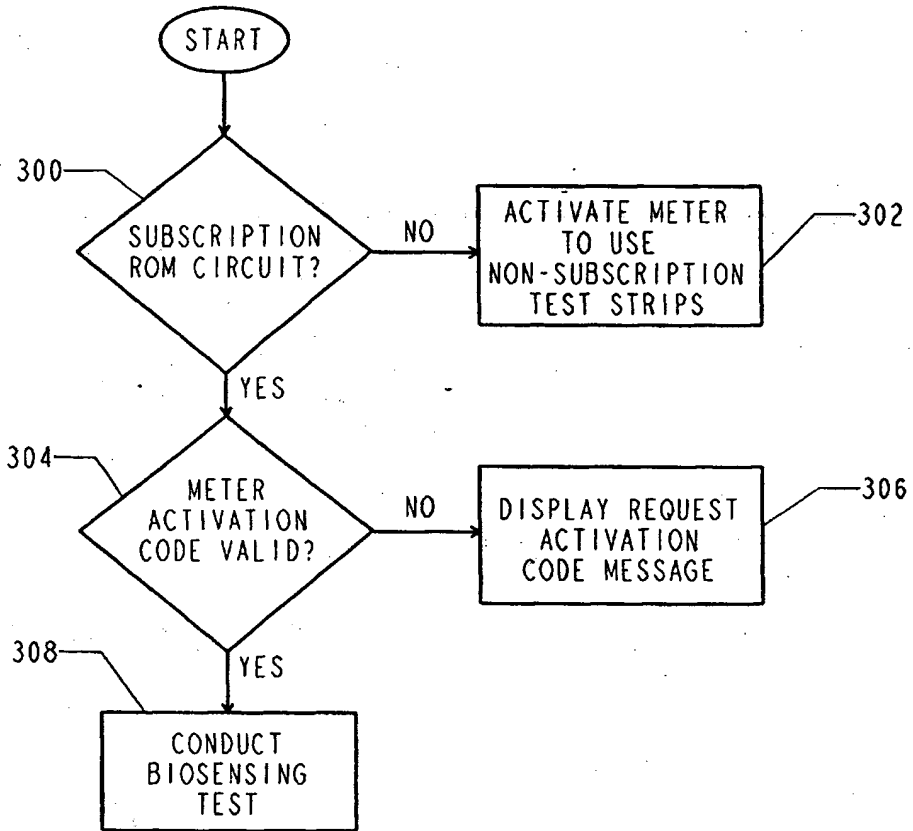 START
300
SUBSCRIPTION
ROM CIRCUIT?
NO
ACTIVATE METER
TO USE
NON-SUBSCRIPTION
TEST STRIPS
302
YES
304
METER
ACTIVATION
CODE VALID?
NO
DISPLAY REQUEST
ACTIVATION
CODE MESSAGE
306
YES
308
CONDUCT
BIOSENSING
TEST